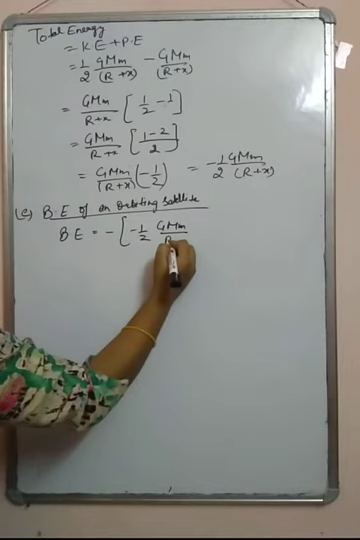 Total Energy
= K.E + P.E
= 1/2 GMm/(R+x) - GMm/(R+x)
= GMm/R+x [1/2 - 1]
= GMm/R+x [1-2/2]
= GMm/(R+x) (-1/2) = -1/2 GMm/(R+x)
(c) B.E of an orbiting satellite
B E = - [-1/2 GMm/R